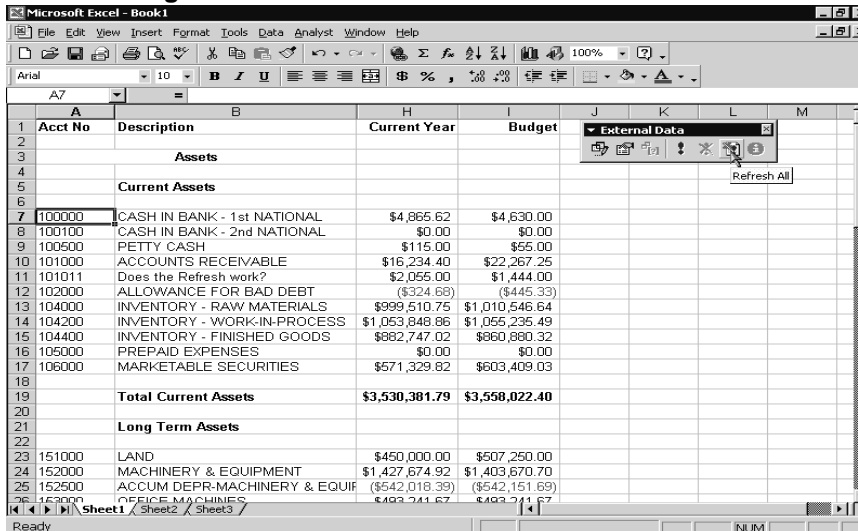 Microsoft Excel - Book1
File Edit View Insert Format Tools Data Analyst Window Help
100%
Arial 10 B I U $ % ,
A7 =
A B H I J K L M
1 Acct No Description Current Year Budget
2
3 Assets
4
5 Current Assets
6
7 100000 CASH IN BANK - 1st NATIONAL $4,865.62 $4,630.00
8 100100 CASH IN BANK - 2nd NATIONAL $0.00 $0.00
9 100500 PETTY CASH $115.00 $55.00
10 101000 ACCOUNTS RECEIVABLE $16,234.40 $22,267.25
11 101011 Does the Refresh work? $2,055.00 $1,444.00
12 102000 ALLOWANCE FOR BAD DEBT ($324.68) ($445.33)
13 104000 INVENTORY - RAW MATERIALS $999,510.75 $1,010,546.64
14 104200 INVENTORY - WORK-IN-PROCESS $1,053,848.86 $1,055,235.49
15 104400 INVENTORY - FINISHED GOODS $882,747.02 $860,880.32
16 105000 PREPAID EXPENSES $0.00 $0.00
17 106000 MARKETABLE SECURITIES $571,329.82 $603,409.03
18
19 Total Current Assets $3,530,381.79 $3,558,022.40
20
21 Long Term Assets
22
23 151000 LAND $450,000.00 $507,250.00
24 152000 MACHINERY & EQUIPMENT $1,427,674.92 $1,403,670.70
25 152500 ACCUM DEPR-MACHINERY & EQUIF ($542,018.39) ($542,151.69)
26 153000 OFFICE MACHINES $493,241.67 $493,241.67
External Data
Refresh All
Sheet1 Sheet2 Sheet3
Ready NUM